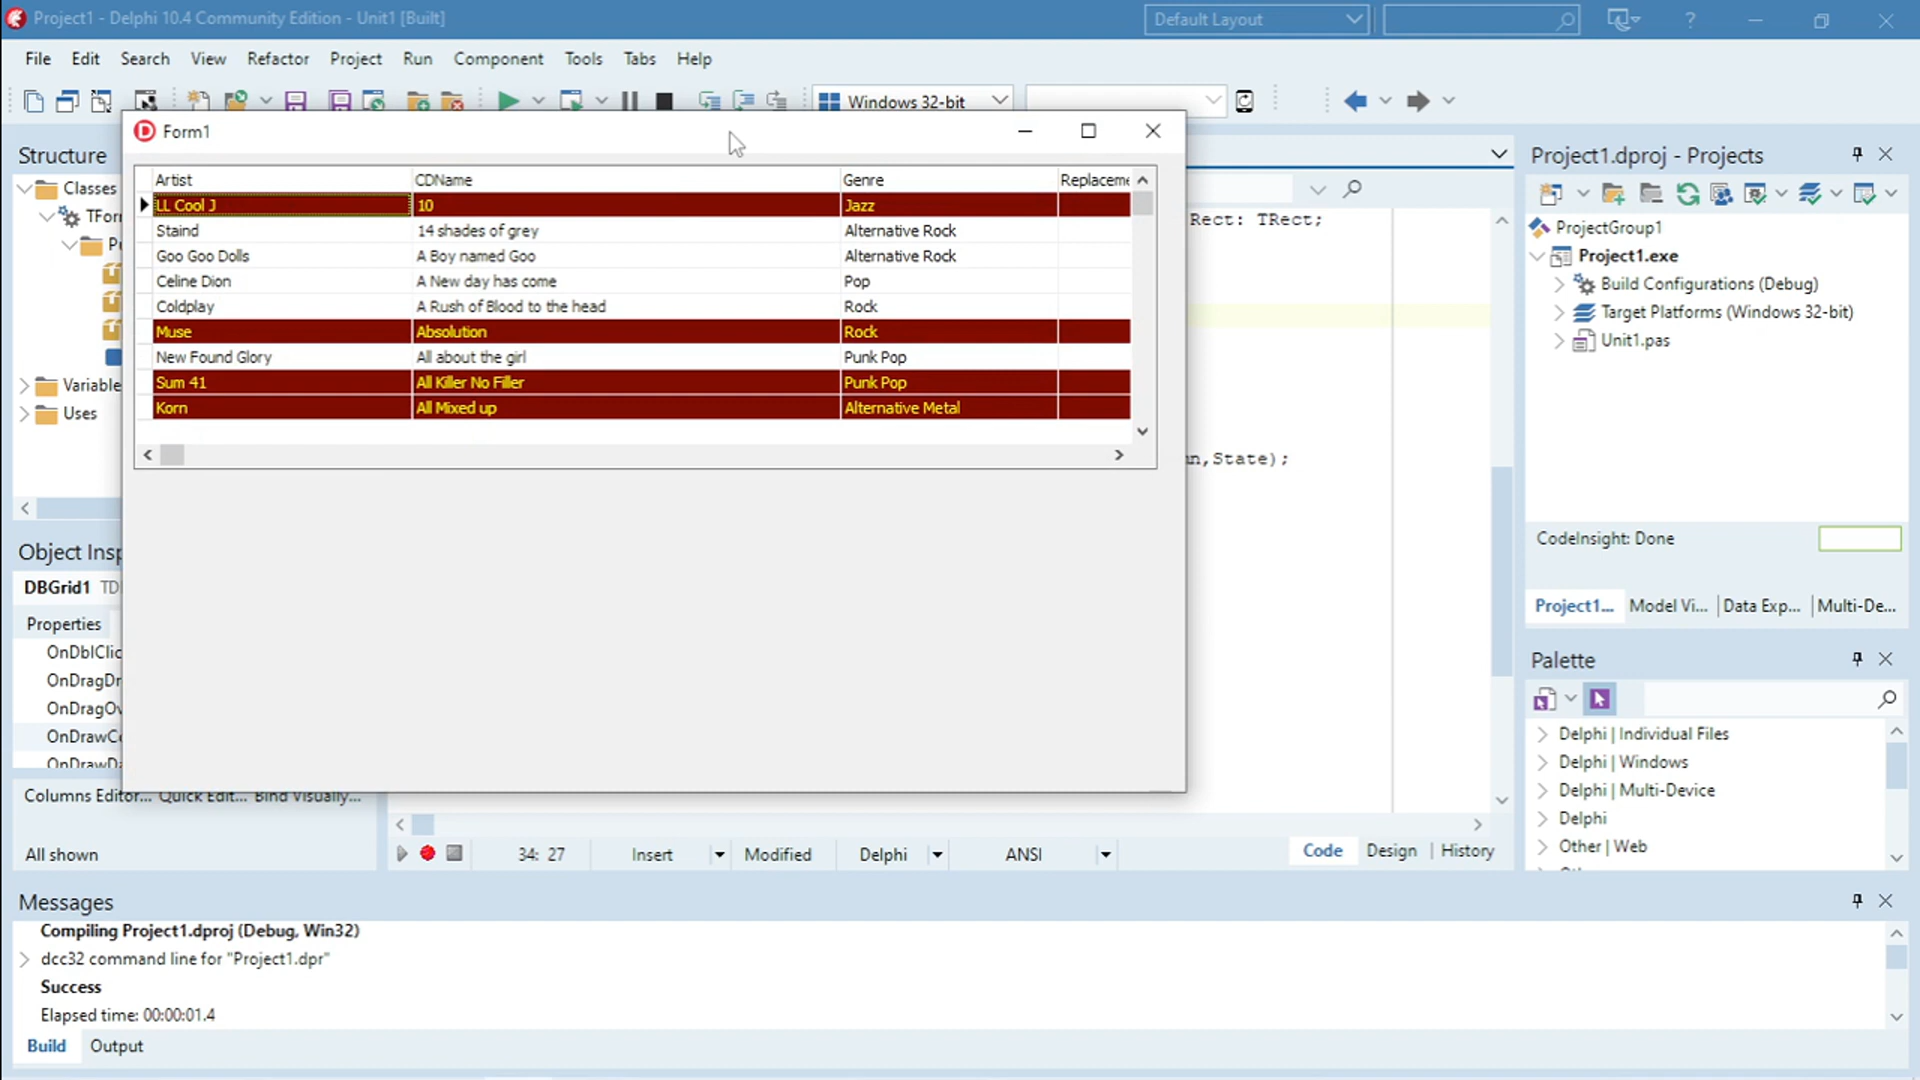 Project1 - Delphi 10.4 Community Edition - Unit1 [Built]
Default Layout
?
File Edit Search View Refactor Project Run Component Tools Tabs Help
Windows 32-bit
Form1
Structure
Project1.dproj - Projects
Artist CDName Genre Replaceme
LL Cool J 10 Jazz
Staind 14 shades of grey Alternative Rock
Goo Goo Dolls A Boy named Goo Alternative Rock
Celine Dion A New day has come Pop
Coldplay A Rush of Blood to the head Rock
Muse Absolution Rock
New Found Glory All about the girl Punk Pop
Sum 41 All Killer No Filler Punk Pop
Korn All Mixed up Alternative Metal
Classes
TForr
Pu
Variable
Uses
Rect: TRect;
n,State);
ProjectGroup1
Project1.exe
Build Configurations (Debug)
Target Platforms (Windows 32-bit)
Unit1.pas
CodeInsight: Done
Project1... Model Vi... Data Exp... Multi-De...
Object Insp
DBGrid1 TD
Properties
OnDblClic
OnDragDr
OnDragOv
OnDrawCo
OnDrawDa
Columns Editor... Quick Edit... Bind Visually...
All shown
34: 27 Insert Modified Delphi ANSI
Code Design History
Palette
Delphi | Individual Files
Delphi | Windows
Delphi | Multi-Device
Delphi
Other | Web
Messages
Compiling Project1.dproj (Debug, Win32)
dcc32 command line for "Project1.dpr"
Success
Elapsed time: 00:00:01.4
Build Output